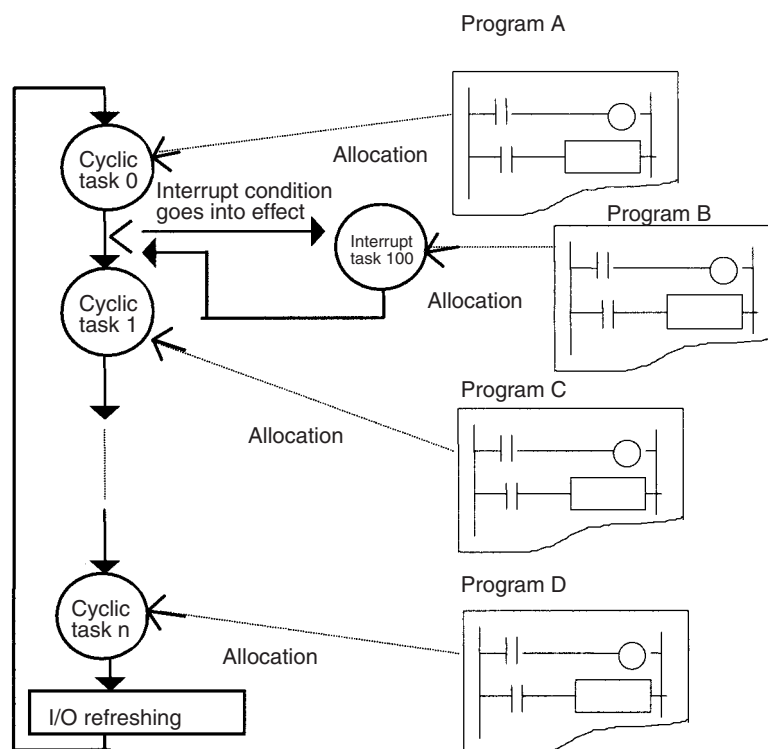 Program A
Cyclic
task 0
Allocation
Interrupt condition
goes into effect
Program B
Interrupt
task 100
Allocation
Cyclic
task 1
Program C
Allocation
Program D
Cyclic
task n
Allocation
I/O refreshing